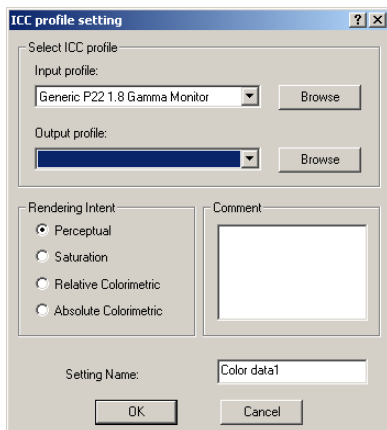 ICC profile setting
Select ICC profile
Input profile:
Generic P22 1.8 Gamma Monitor
Browse
Output profile:
Browse
Rendering Intent
Perceptual
Saturation
Relative Colorimetric
Absolute Colorimetric
Comment
Setting Name:
Color data1
OK
Cancel